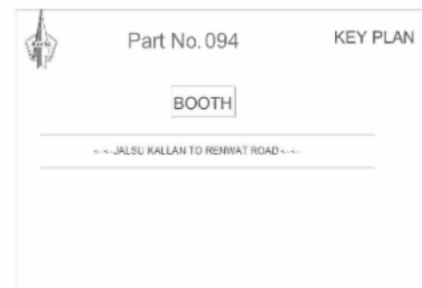 Part No. 094
KEY PLAN
BOOTH
<-<-JALSU KALLAN TO RENWAT ROAD<-<-